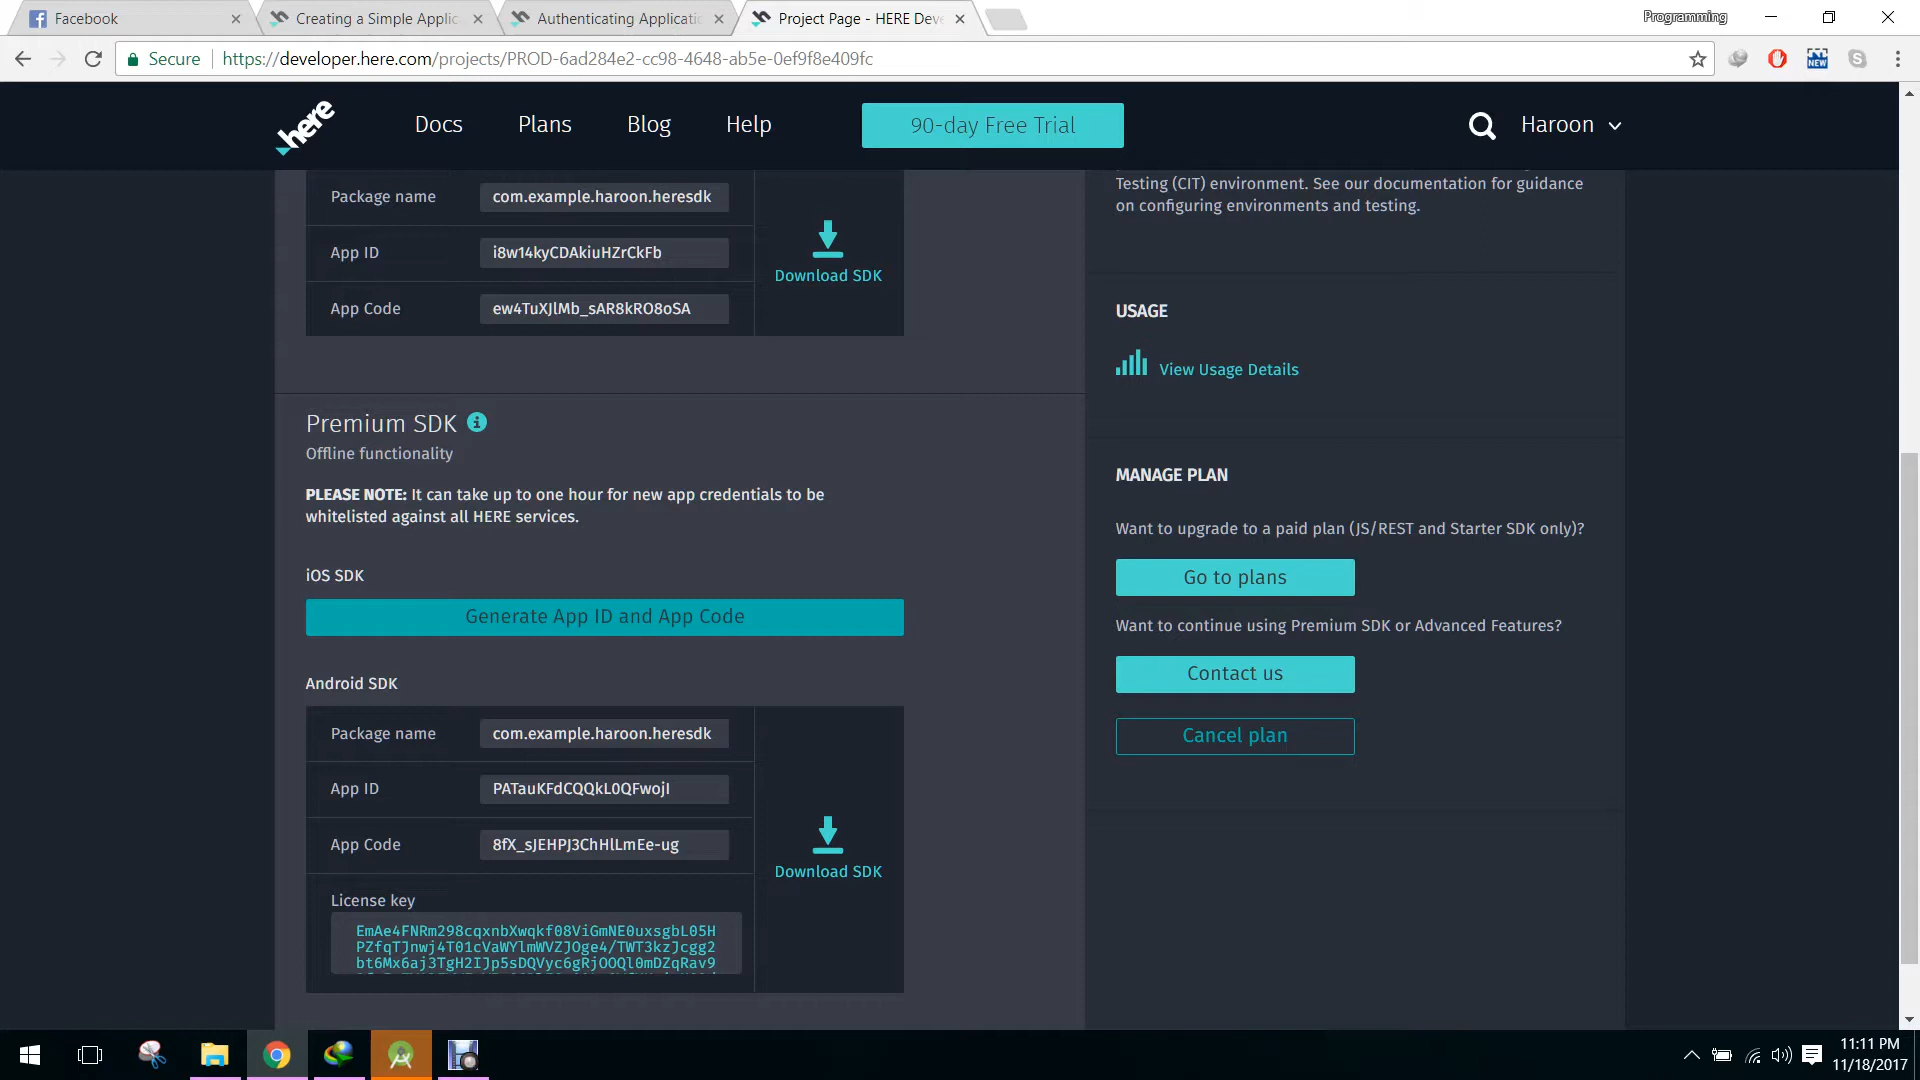 Facebook
Creating a Simple Applic
Authenticating Applicati
Project Page - HERE Deve
Programming
Secure
https://developer.here.com/projects/PROD-6ad284e2-cc98-4648-ab5e-0ef9f8e409fc
NEW
here
Docs
Plans
Blog
Help
90-day Free Trial
Haroon
Package name
com.example.haroon.heresdk
App ID
i8w14kyCDAkiuHZrCkFb
App Code
ew4TuXJlMb_sAR8kRO8oSA
Download SDK
Testing (CIT) environment. See our documentation for guidance
on configuring environments and testing.
USAGE
View Usage Details
Premium SDK
Offline functionality
PLEASE NOTE: It can take up to one hour for new app credentials to be
whitelisted against all HERE services.
iOS SDK
Generate App ID and App Code
Android SDK
Package name
com.example.haroon.heresdk
App ID
PATauKFdCQQkL0QFwojI
App Code
8fX_sJEHPJ3ChHlLmEe-ug
License key
EmAe4FNRm298cqxnbXwqkf08ViGmNE0uxsgbL05H
PZfqTJnwj4T01cVaWYlmWVZJOge4/TWT3kzJcgg2
bt6Mx6aj3TgH2IJp5sDQVyc6gRjOOQl0mDZqRav9
Download SDK
MANAGE PLAN
Want to upgrade to a paid plan (JS/REST and Starter SDK only)?
Go to plans
Want to continue using Premium SDK or Advanced Features?
Contact us
Cancel plan
11:11 PM
11/18/2017